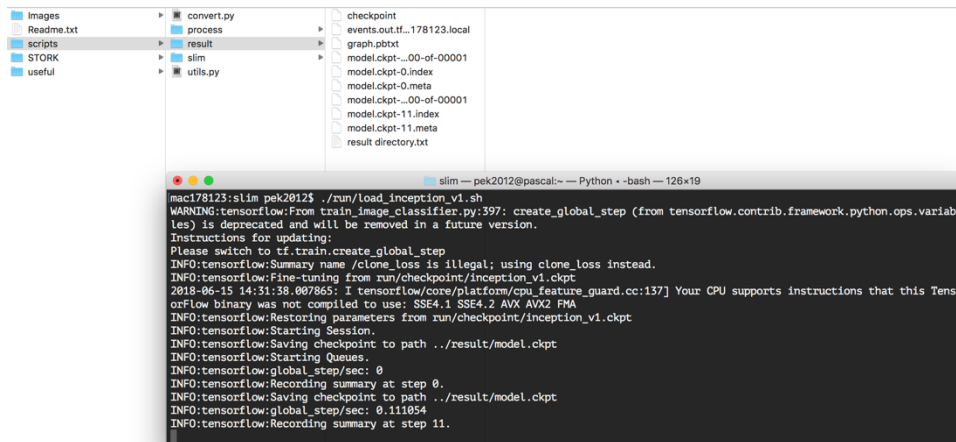 Images
Readme.txt
scripts
STORK
useful
convert.py
process
result
slim
utils.py
checkpoint
events.out.tf...178123.local
graph.pbtxt
model.ckpt-...00-of-00001
model.ckpt-0.index
model.ckpt-0.meta
model.ckpt-...00-of-00001
model.ckpt-11.index
model.ckpt-11.meta
result directory.txt
slim — pek2012@pascal:~ — Python • -bash — 126×19
[mac178123:slim pek2012$ ./run/load_inception_v1.sh
WARNING:tensorflow:From train_image_classifier.py:397: create_global_step (from tensorflow.contrib.framework.python.ops.variab
les) is deprecated and will be removed in a future version.
Instructions for updating:
Please switch to tf.train.create_global_step
INFO:tensorflow:Summary name /clone_loss is illegal; using clone_loss instead.
INFO:tensorflow:Fine-tuning from run/checkpoint/inception_v1.ckpt
2018-06-15 14:31:38.007865: I tensorflow/core/platform/cpu_feature_guard.cc:137] Your CPU supports instructions that this Tens
orFlow binary was not compiled to use: SSE4.1 SSE4.2 AVX AVX2 FMA
INFO:tensorflow:Restoring parameters from run/checkpoint/inception_v1.ckpt
INFO:tensorflow:Starting Session.
INFO:tensorflow:Saving checkpoint to path ../result/model.ckpt
INFO:tensorflow:Starting Queues.
INFO:tensorflow:global_step/sec: 0
INFO:tensorflow:Recording summary at step 0.
INFO:tensorflow:Saving checkpoint to path ../result/model.ckpt
INFO:tensorflow:global_step/sec: 0.111054
INFO:tensorflow:Recording summary at step 11.